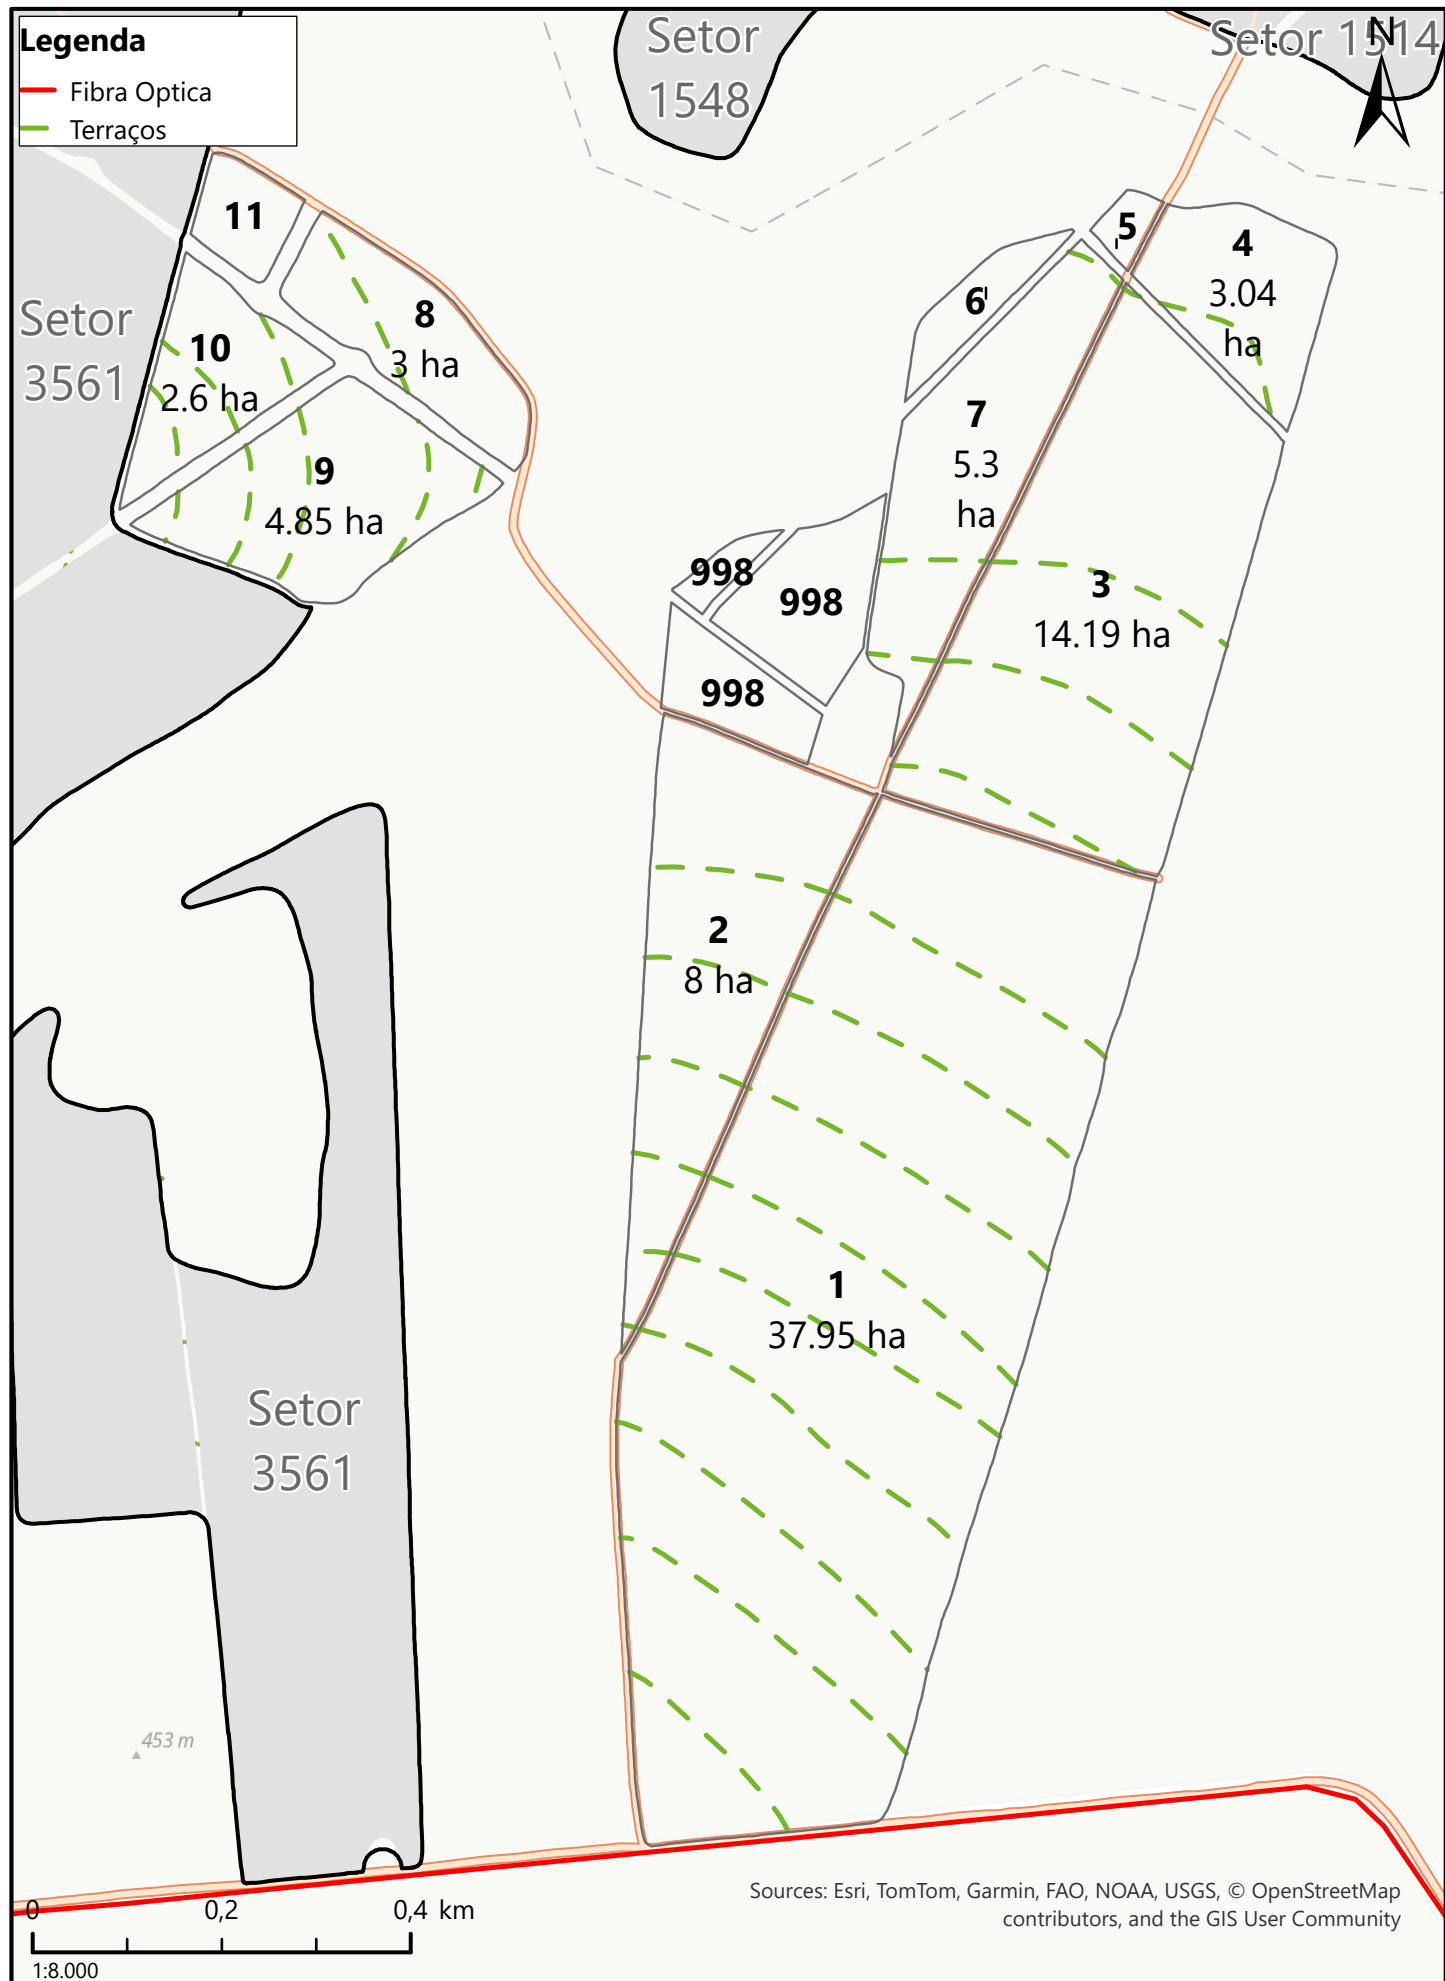 Legenda
Fibra Optica
Terraços
Setor
1548
Setor 1514
N
11
8
3 ha
Setor
3561
10
2.6 ha
9
4.85 ha
5
4
3.04
ha
6
7
5.3
ha
3
14.19 ha
998
998
998
2
8 ha
1
37.95 ha
Setor
3561
453 m
Sources: Esri, TomTom, Garmin, FAO, NOAA, USGS, © OpenStreetMap
contributors, and the GIS User Community
0 0,2 0,4 km
1:8.000